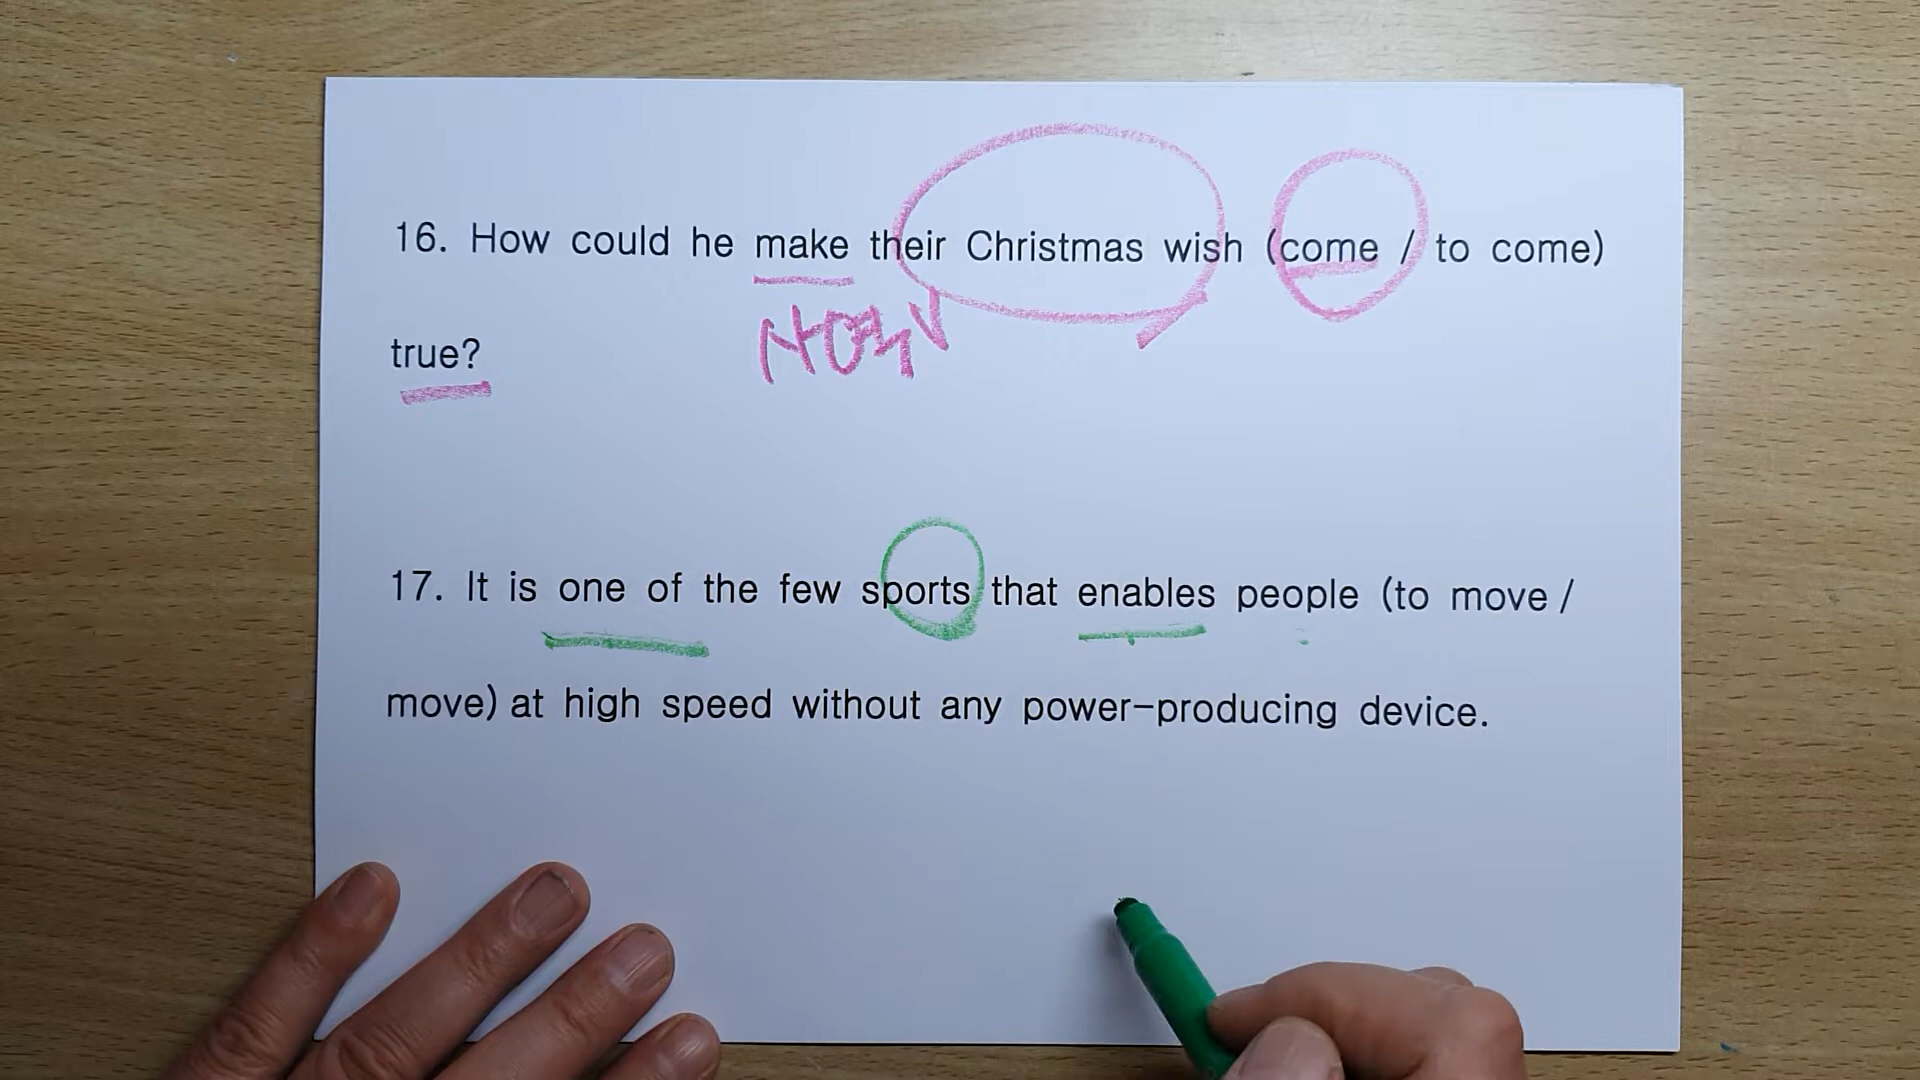 16. How could he make their Christmas wish (come / to come)
true?
사역V
17. It is one of the few sports that enables people (to move /
move) at high speed without any power-producing device.